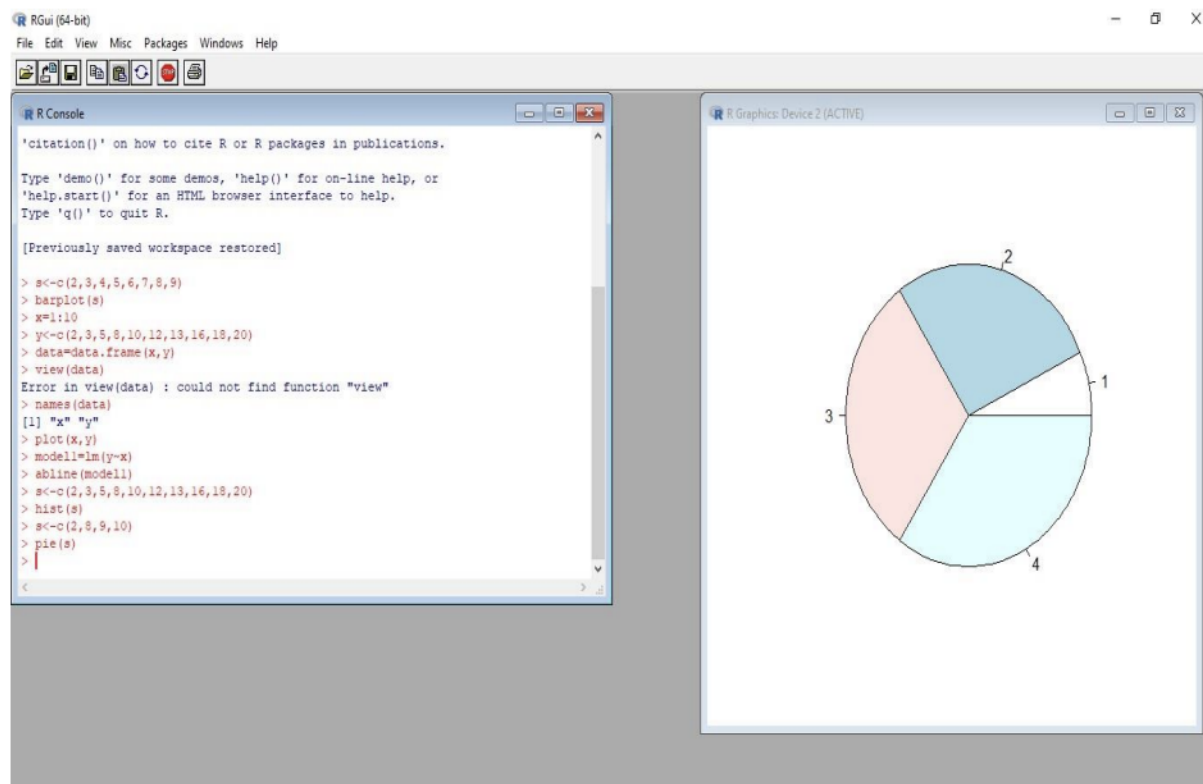 RGui (64-bit)
File Edit View Misc Packages Windows Help
STOP
R Console
'citation()' on how to cite R or R packages in publications.
Type 'demo()' for some demos, 'help()' for on-line help, or
'help.start()' for an HTML browser interface to help.
Type 'q()' to quit R.
[Previously saved workspace restored]
> s<-c(2,3,4,5,6,7,8,9)
> barplot(s)
> x=1:10
> y<-c(2,3,5,8,10,12,13,16,18,20)
> data=data.frame(x,y)
> view(data)
Error in view(data) : could not find function "view"
> names(data)
[1] "x" "y"
> plot(x,y)
> model1=lm(y~x)
> abline(model1)
> s<-c(2,3,5,8,10,12,13,16,18,20)
> hist(s)
> s<-c(2,8,9,10)
> pie(s)
>
R Graphics: Device 2 (ACTIVE)
2
1
3
4